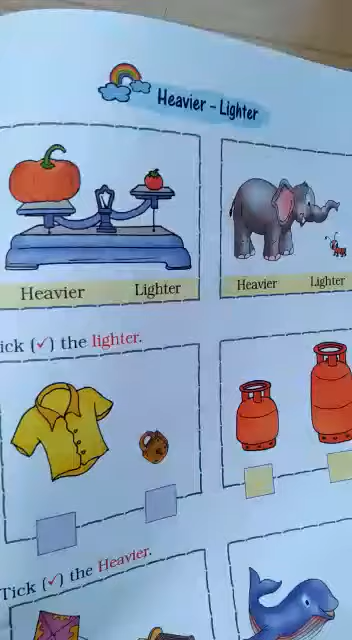 Heavier - Lighter
Heavier Lighter
Heavier Lighter
ick (✓) the lighter.
Tick (✓) the Heavier.